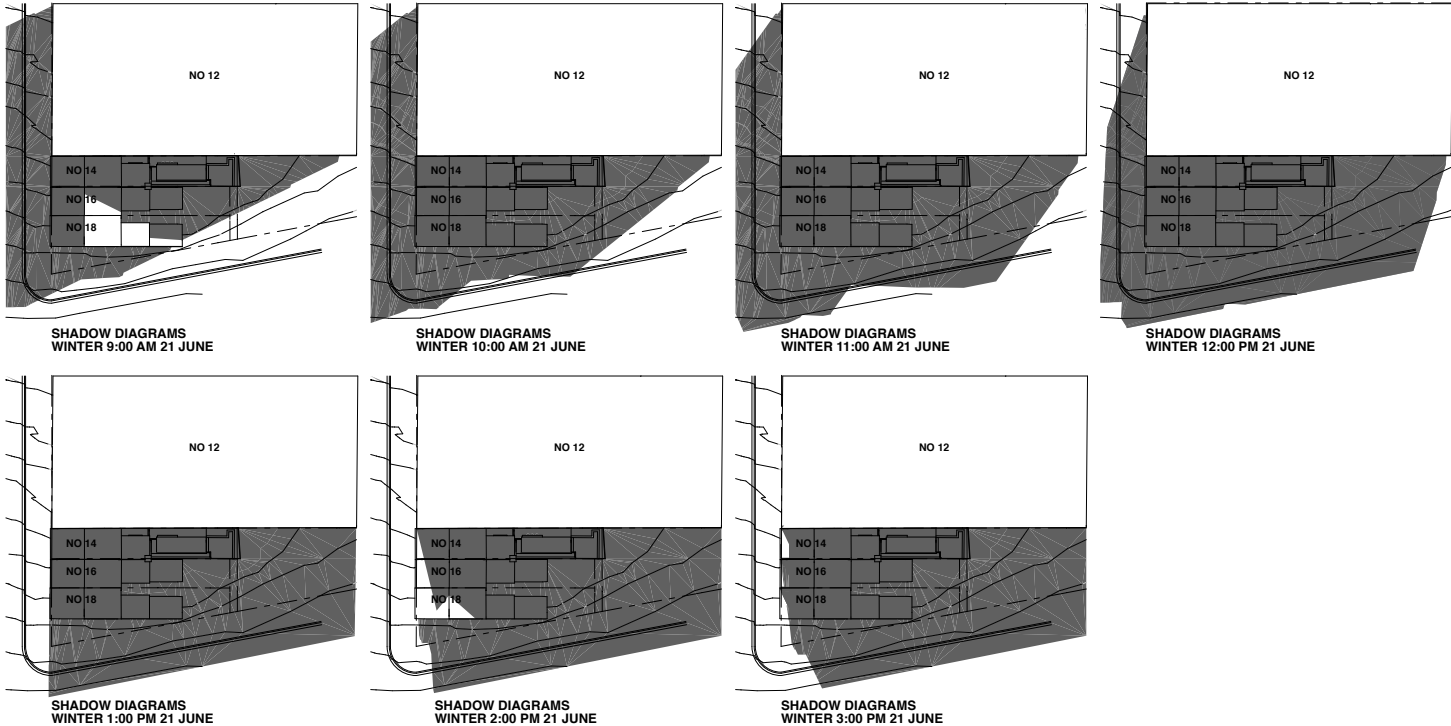 NO 12
NO 14
NO 16
NO 18
SHADOW DIAGRAMS
WINTER 9:00 AM 21 JUNE
NO 12
NO 14
NO 16
NO 18
SHADOW DIAGRAMS
WINTER 10:00 AM 21 JUNE
NO 12
NO 14
NO 16
NO 18
SHADOW DIAGRAMS
WINTER 11:00 AM 21 JUNE
NO 12
NO 14
NO 16
NO 18
SHADOW DIAGRAMS
WINTER 12:00 PM 21 JUNE
NO 12
NO 14
NO 16
NO 18
SHADOW DIAGRAMS
WINTER 1:00 PM 21 JUNE
NO 12
NO 14
NO 16
NO 18
SHADOW DIAGRAMS
WINTER 2:00 PM 21 JUNE
NO 12
NO 14
NO 16
NO 18
SHADOW DIAGRAMS
WINTER 3:00 PM 21 JUNE